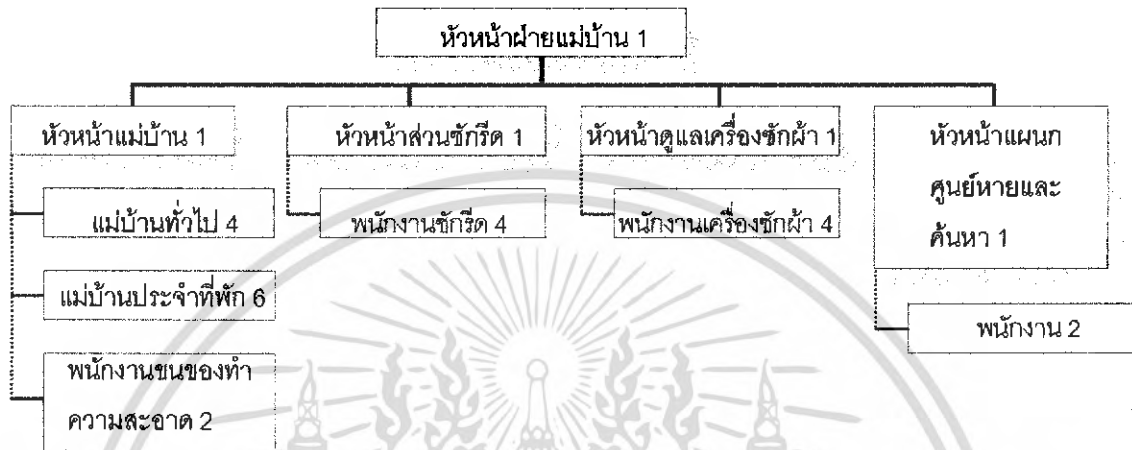 หัวหน้าฝ่ายแม่บ้าน 1
หัวหน้าแม่บ้าน 1
แม่บ้านทั่วไป 4
แม่บ้านประจำที่พัก 6
พนักงานขนของทำ
ความสะอาด 2
หัวหน้าส่วนซักรีด 1
พนักงานซักรีด 4
หัวหน้าดูแลเครื่องซักผ้า 1
พนักงานเครื่องซักผ้า 4
หัวหน้าแผนก
ศูนย์หายและ
ค้นหา 1
พนักงาน 2